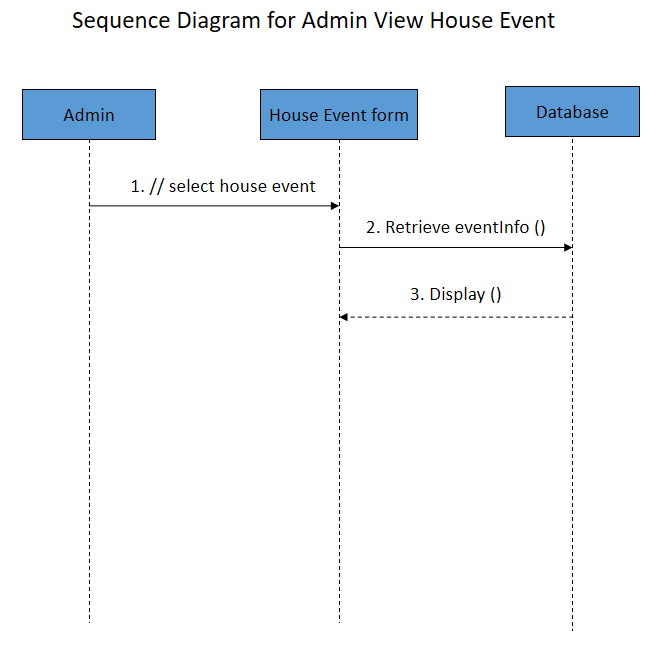 Sequence Diagram for Admin View House Event
Admin
House Event form
Database
1. // select house event
2. Retrieve eventInfo ()
3. Display ()